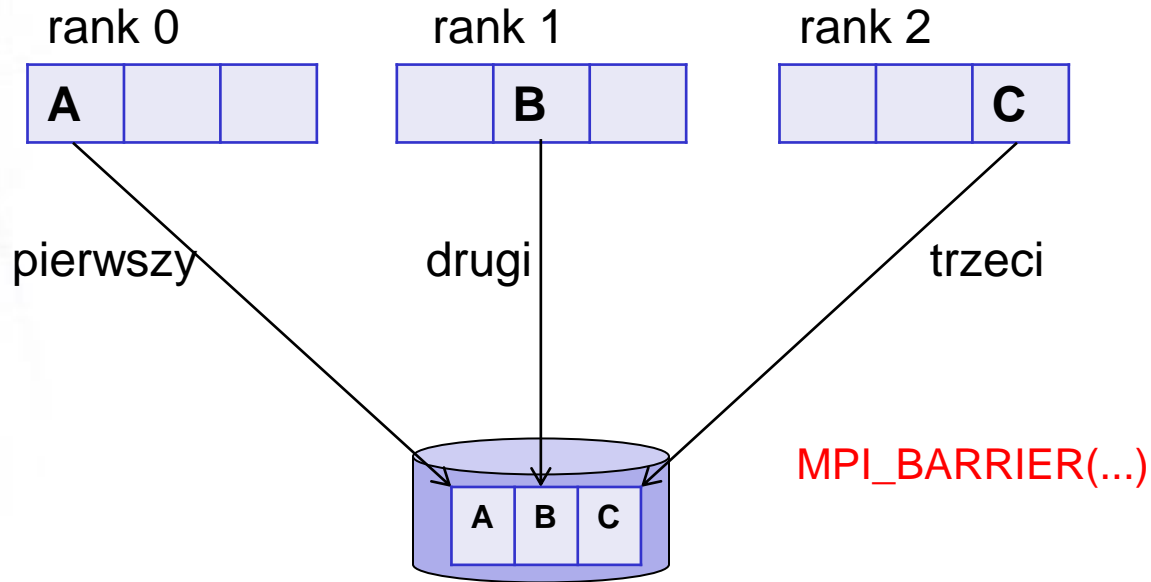 rank 0 rank 1 rank 2
A B C
pierwszy drugi trzeci
MPI_BARRIER(...)
A B C